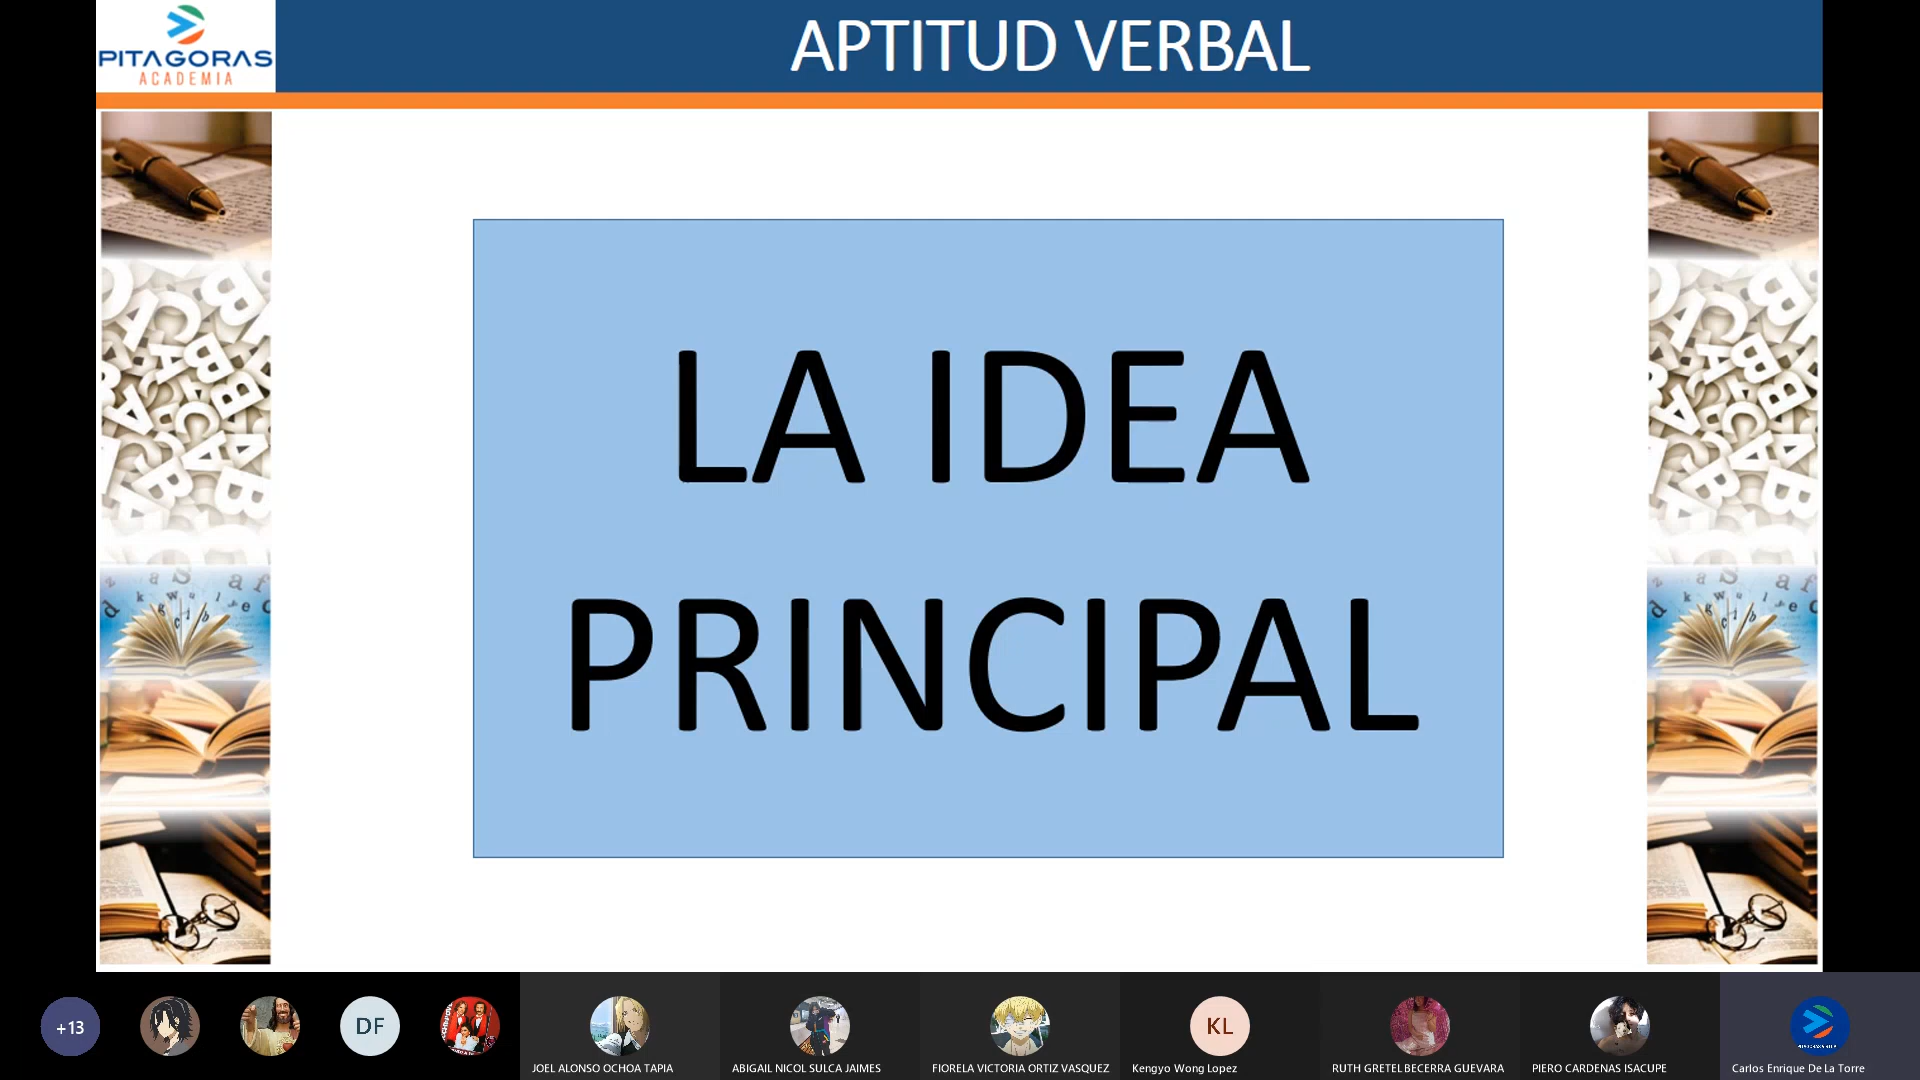 PITAGORAS
ACADEMIA
APTITUD VERBAL
LA IDEA
PRINCIPAL
+13
DF
KL
JOEL ALONSO OCHOA TAPIA
ABIGAIL NICOL SULCA JAIMES
FIORELA VICTORIA ORTIZ VASQUEZ
Kengyo Wong Lopez
RUTH GRETEL BECERRA GUEVARA
PIERO CARDENAS ISACUPE
Carlos Enrique De La Torre